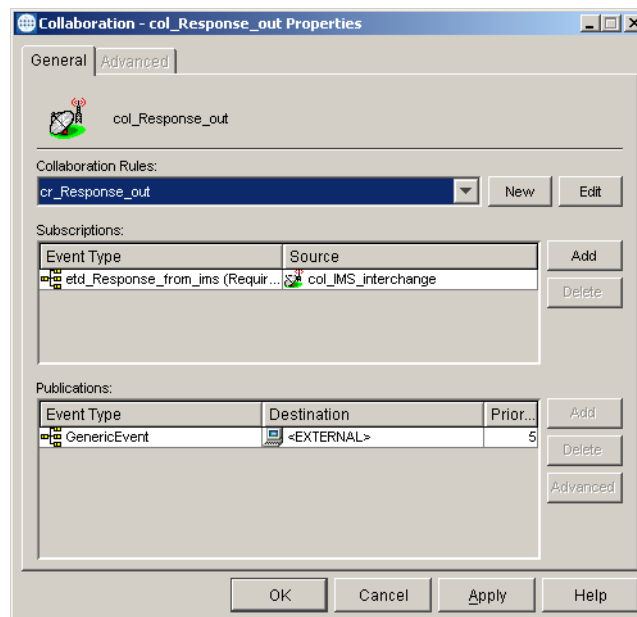 Collaboration - col_Response_out Properties
General Advanced
col_Response_out
Collaboration Rules:
cr_Response_out New Edit
Subscriptions:
Event Type Source Add
etd_Response_from_ims (Requir... col_IMS_interchange
Delete
Publications:
Event Type Destination Prior... Add
GenericEvent <EXTERNAL> 5
Delete
Advanced
OK Cancel Apply Help